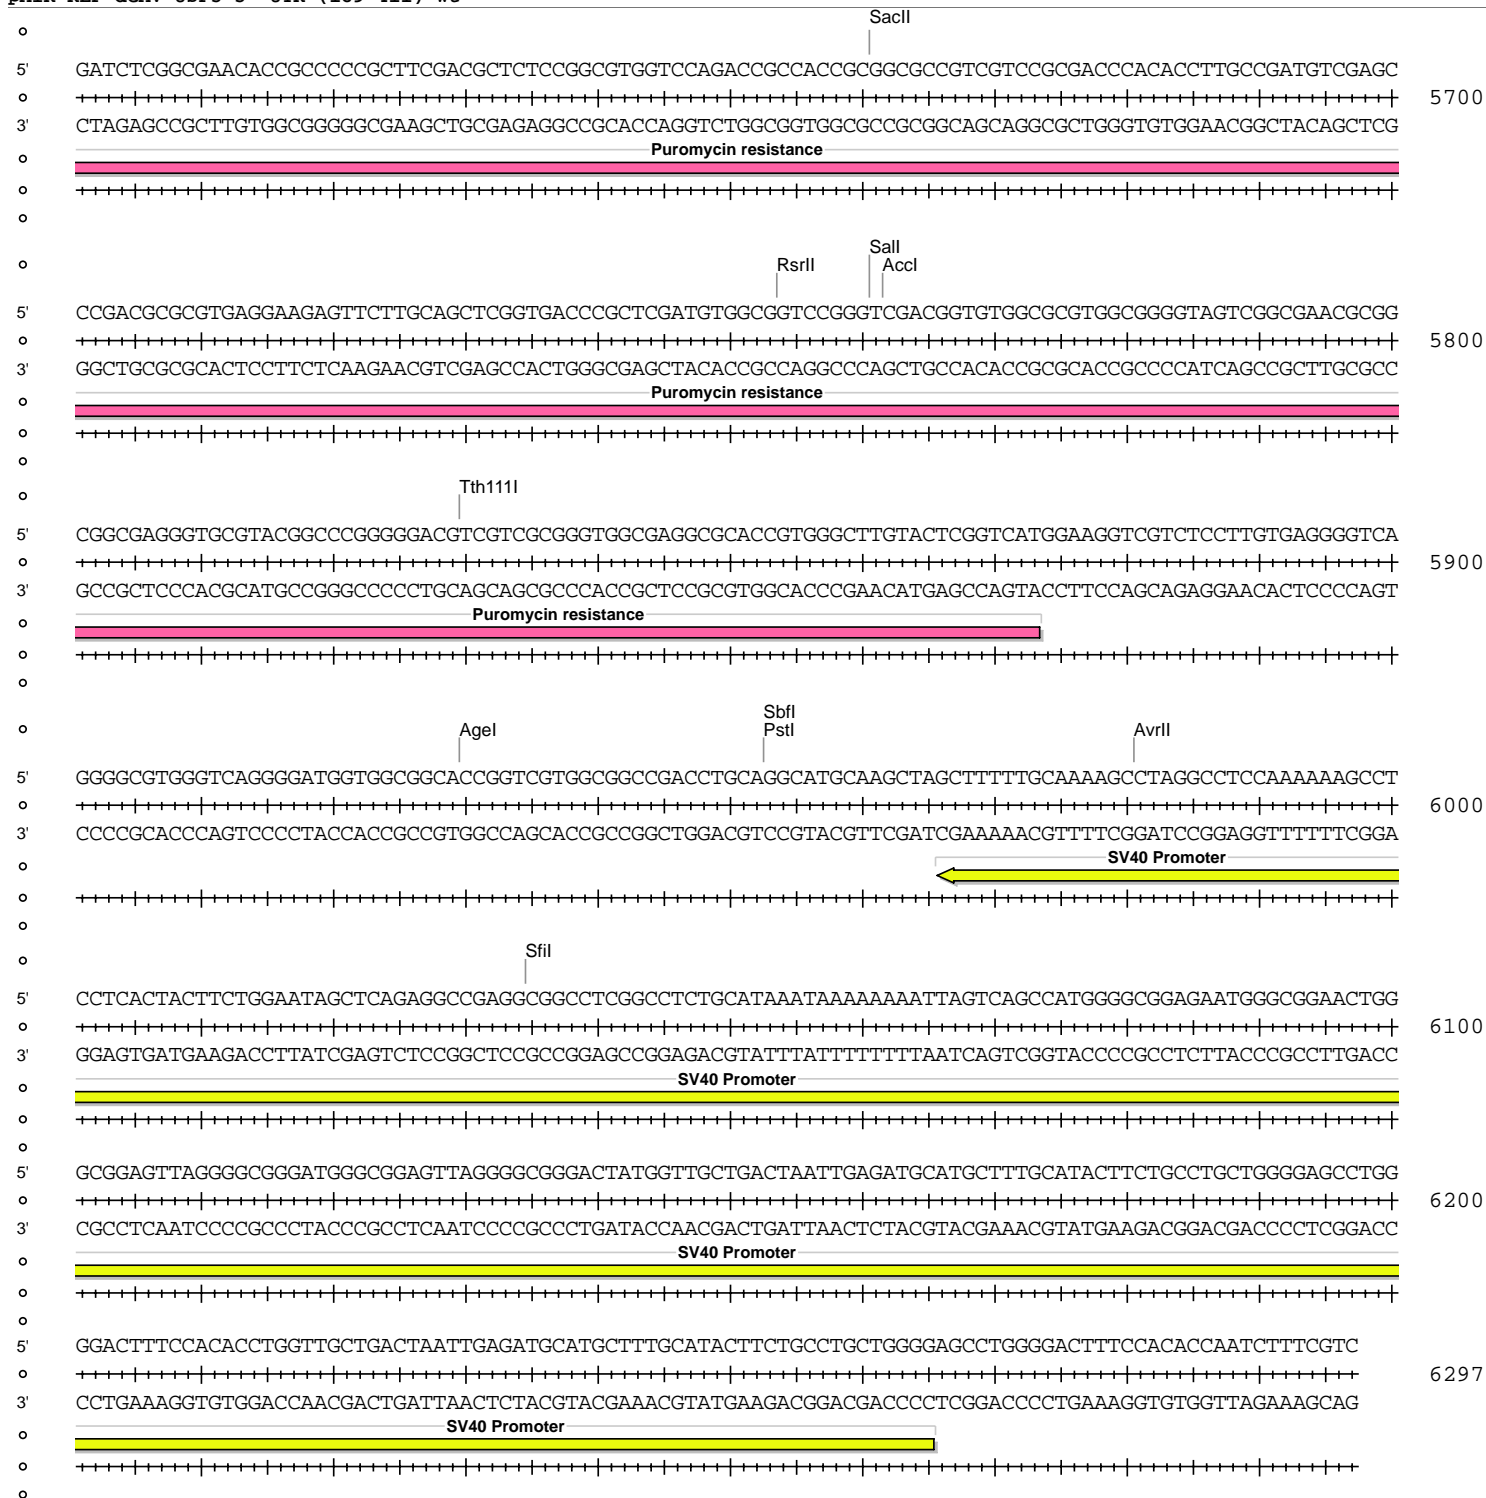 SacII
5' GATCTCGGCGAACACCGCCCCCGCTTCGACGCTCTCCGGCGTGGTCCAGACCGCCACCGCGGCGCCGTCGTCCGCGACCCACACCTTGCCGATGTCGAGC
5700
3' CTAGAGCCGCTTGTGGCGGGGGCGAAGCTGCGAGAGGCCGCACCAGGTCTGGCGGTGGCGCCGCGGCAGCAGGCGCTGGGTGTGGAACGGCTACAGCTCG
Puromycin resistance
SalI
RsrII AccI
5' CCGACGCGCGTGAGGAAGAGTTCTTGCAGCTCGGTGACCCGCTCGATGTGGCGGTCCGGGTCGACGGTGTGGCGCGTGGCGGGGTAGTCGGCGAACGCGG
5800
3' GGCTGCGCGCACTCCTTCTCAAGAACGTCGAGCCACTGGGCGAGCTACACCGCCAGGCCCAGCTGCCACACCGCGCACCGCCCCATCAGCCGCTTGCGCC
Puromycin resistance
Tth111I
5' CGGCGAGGGTGCGTACGGCCCGGGGGACGTCGTCGCGGGTGGCGAGGCGCACCGTGGGCTTGTACTCGGTCATGGAAGGTCGTCTCCTTGTGAGGGGTCA
5900
3' GCCGCTCCCACGCATGCCGGGCCCCCTGCAGCAGCGCCCACCGCTCCGCGTGGCACCCGAACATGAGCCAGTACCTTCCAGCAGAGGAACACTCCCCAGT
Puromycin resistance
SbfI
AgeI PstI AvrII
5' GGGGCGTGGGTCAGGGGATGGTGGCGGCACCGGTCGTGGCGGCCGACCTGCAGGCATGCAAGCTAGCTTTTTGCAAAAGCCTAGGCCTCCAAAAAAGCCT
6000
3' CCCCGCACCCAGTCCCCTACCACCGCCGTGGCCAGCACCGCCGGCTGGACGTCCGTACGTTCGATCGAAAAACGTTTTCGGATCCGGAGGTTTTTTCGGA
SV40 Promoter
SfiI
5' CCTCACTACTTCTGGAATAGCTCAGAGGCCGAGGCGGCCTCGGCCTCTGCATAAATAAAAAAAATTAGTCAGCCATGGGGCGGAGAATGGGCGGAACTGG
6100
3' GGAGTGATGAAGACCTTATCGAGTCTCCGGCTCCGCCGGAGCCGGAGACGTATTTATTTTTTTTAATCAGTCGGTACCCCGCCTCTTACCCGCCTTGACC
SV40 Promoter
5' GCGGAGTTAGGGGCGGGATGGGCGGAGTTAGGGGCGGGACTATGGTTGCTGACTAATTGAGATGCATGCTTTGCATACTTCTGCCTGCTGGGGAGCCTGG
6200
3' CGCCTCAATCCCCGCCCTACCCGCCTCAATCCCCGCCCTGATACCAACGACTGATTAACTCTACGTACGAAACGTATGAAGACGGACGACCCCTCGGACC
SV40 Promoter
5' GGACTTTCCACACCTGGTTGCTGACTAATTGAGATGCATGCTTTGCATACTTCTGCCTGCTGGGGAGCCTGGGGACTTTCCACACCAATCTTTCGTC
6297
3' CCTGAAAGGTGTGGACCAACGACTGATTAACTCTACGTACGAAACGTATGAAGACGGACGACCCCTCGGACCCCTGAAAGGTGTGGTTAGAAAGCAG
SV40 Promoter